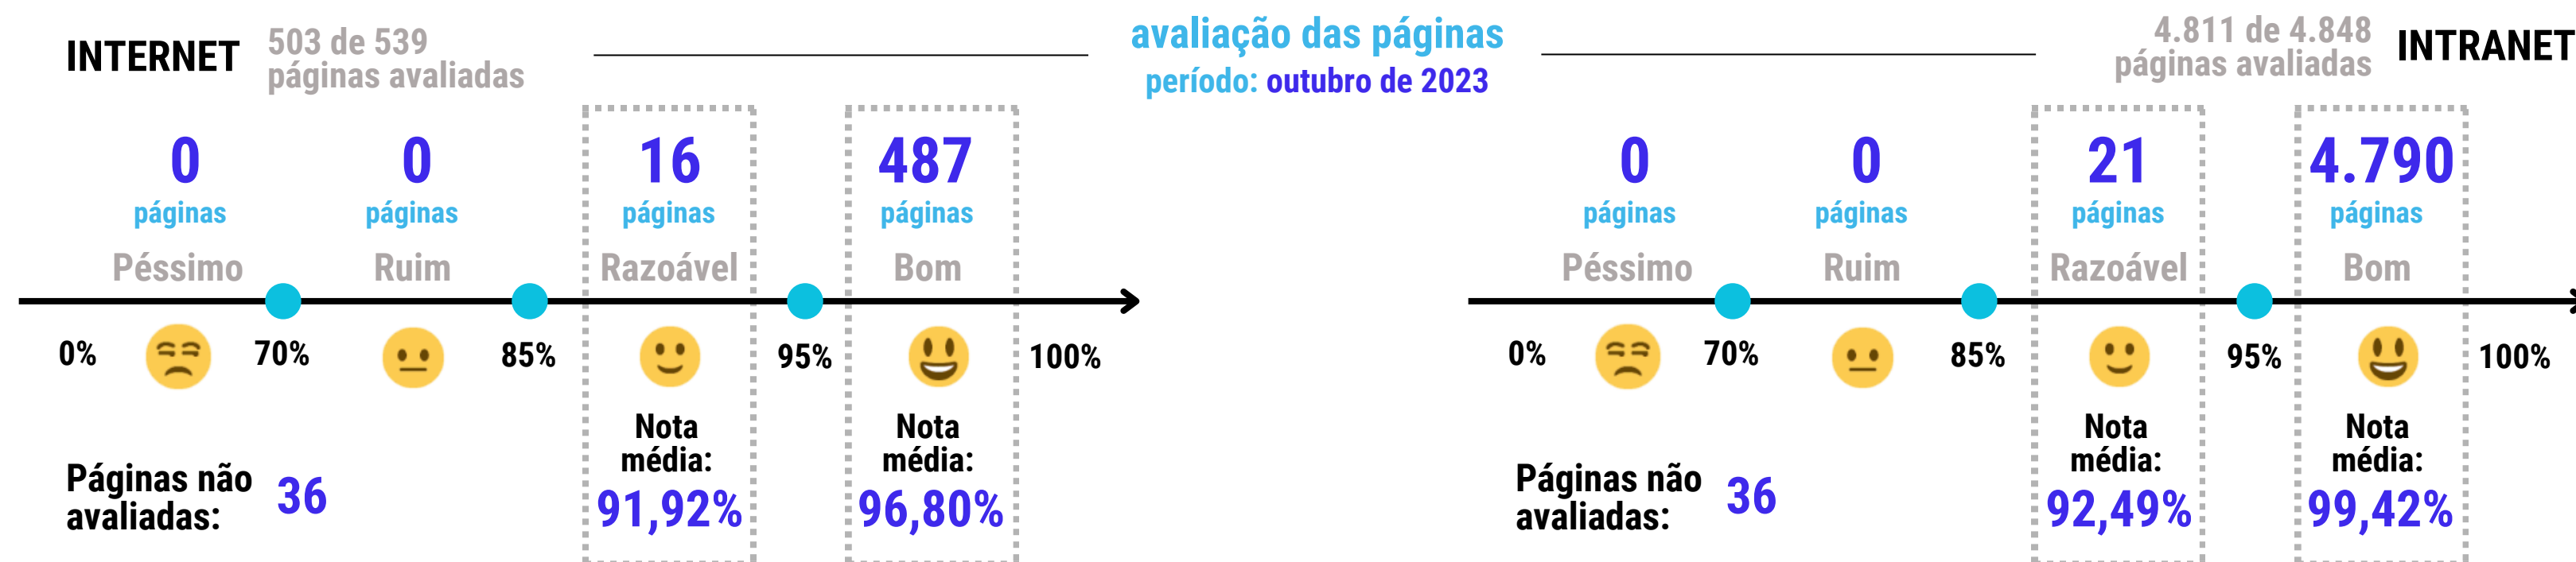 INTERNET
503 de 539
páginas avaliadas
avaliação das páginas
período: outubro de 2023
4.811 de 4.848
páginas avaliadas
INTRANET
0
páginas
Péssimo
0
páginas
Ruim
16
páginas
Razoável
487
páginas
Bom
0%
70%
85%
95%
100%
Páginas não
avaliadas:
36
Nota
média:
91,92%
Nota
média:
96,80%
0
páginas
Péssimo
0
páginas
Ruim
21
páginas
Razoável
4.790
páginas
Bom
0%
70%
85%
95%
100%
Páginas não
avaliadas:
36
Nota
média:
92,49%
Nota
média:
99,42%